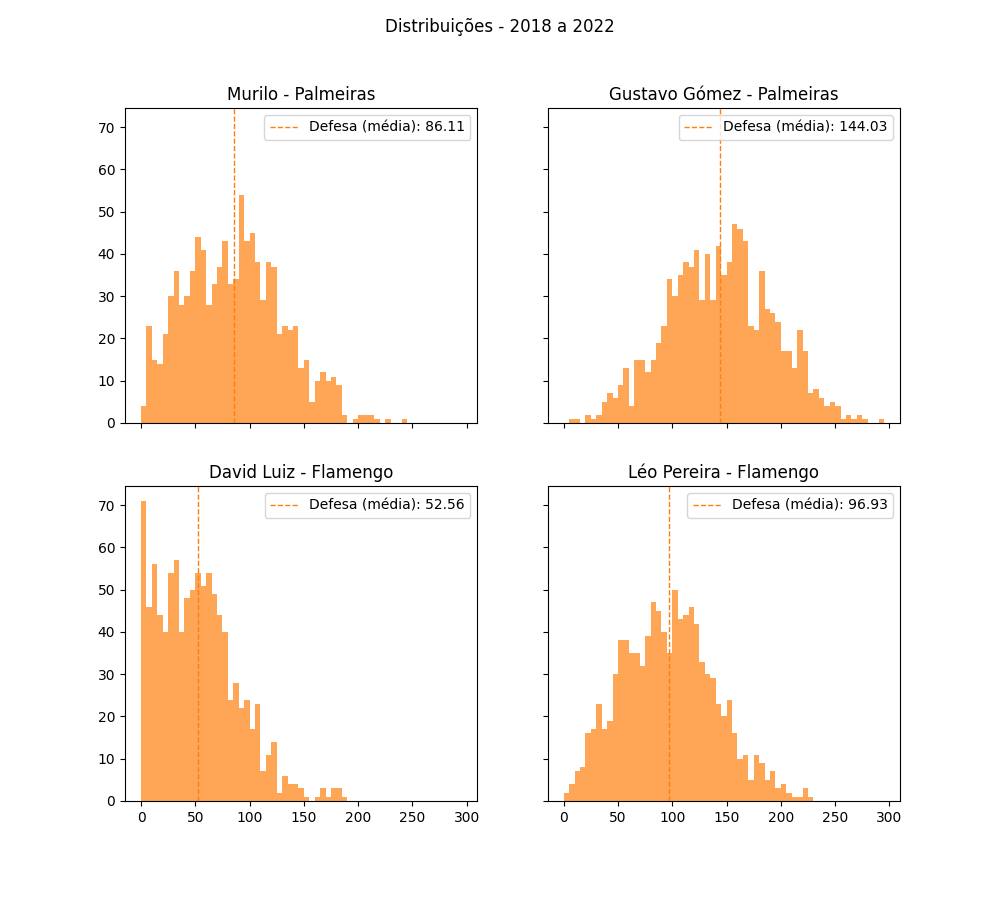 Distribuições - 2018 a 2022
Murilo - Palmeiras
Defesa (média): 86.11
70
60
50
40
30
20
10
0
Gustavo Gómez - Palmeiras
Defesa (média): 144.03
David Luiz - Flamengo
Defesa (média): 52.56
70
60
50
40
30
20
10
0
0 50 100 150 200 250 300
Léo Pereira - Flamengo
Defesa (média): 96.93
0 50 100 150 200 250 300